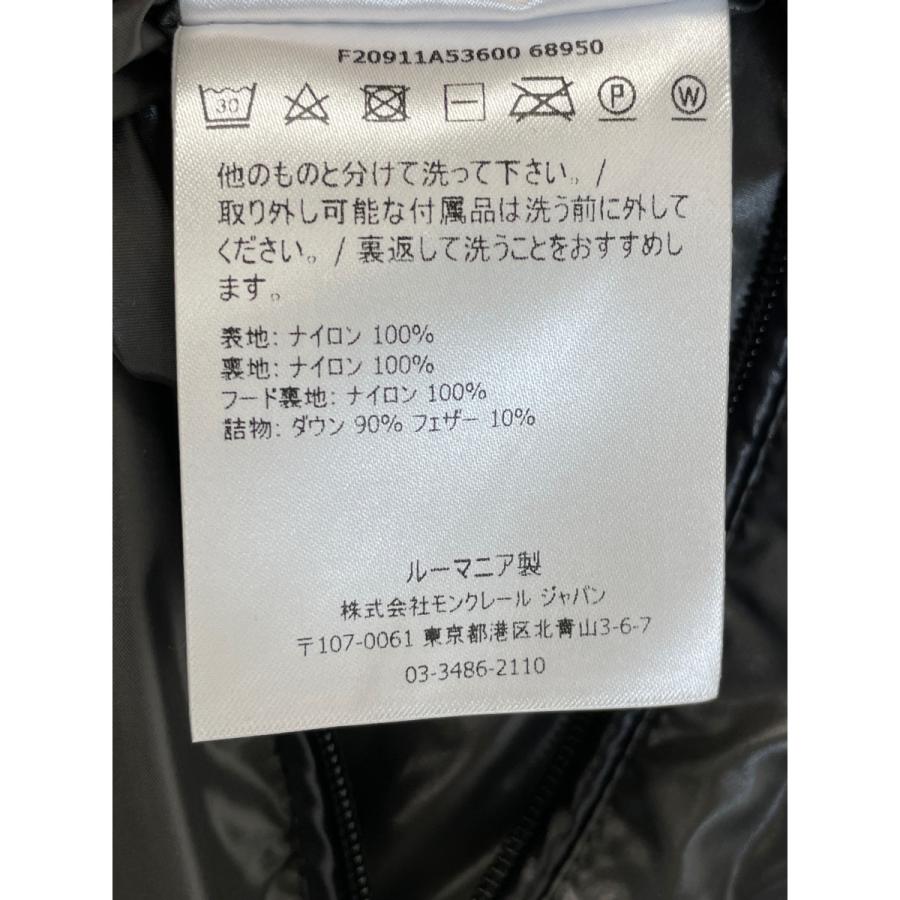 F20911A53600 68950
30
P
W
他のものと分けて洗って下さい。/
取り外し可能な付属品は洗う前に外して
ください。/ 裏返して洗うことをおすすめし
ます。
表地: ナイロン 100%
裏地: ナイロン 100%
フード裏地: ナイロン 100%
詰物: ダウン 90% フェザー 10%
ルーマニア製
株式会社モンクレール ジャパン
〒107-0061 東京都港区北青山3-6-7
03-3486-2110